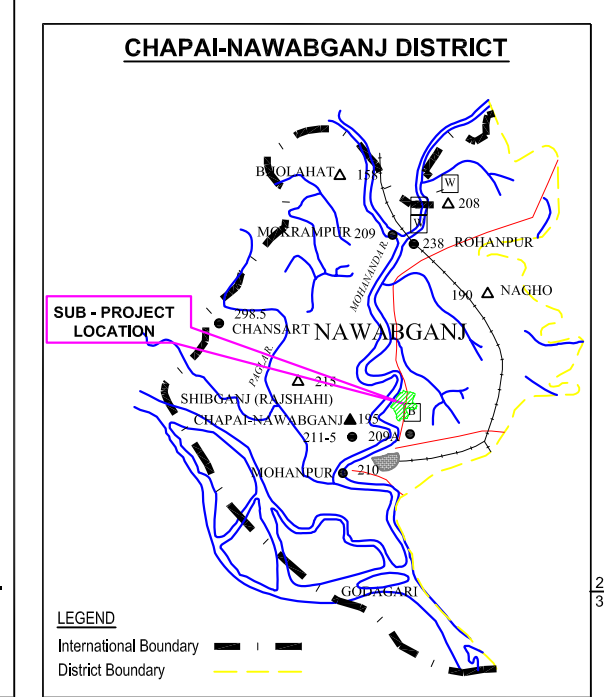 CHAPAI-NAWABGANJ DISTRICT
BHOLAHAT 158
W
208
W
MOKRAMPUR 209
238 ROHANPUR
MOHANANDA R.
190 NAGHO
SUB - PROJECT
LOCATION
298.5
CHANSART
NAWABGANJ
PAGLA R.
215
SHIBGANJ (RAJSHAHI)
B
CHAPAI-NAWABGANJ 195
211-5 209A
MOHANPUR 210
GODAGARI
2
3
LEGEND
International Boundary
District Boundary